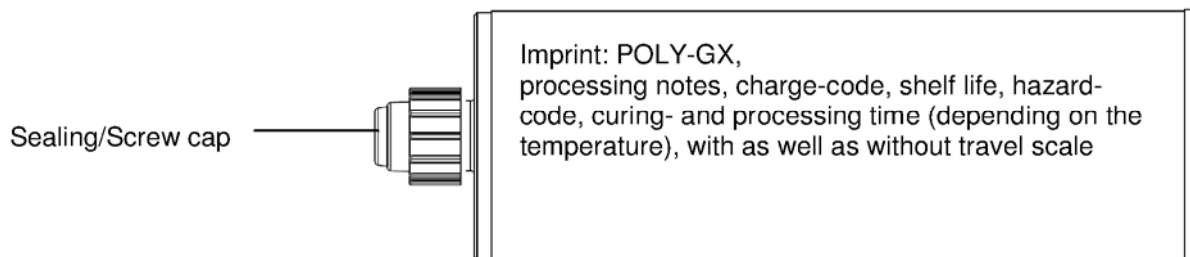 Imprint: POLY-GX,
processing notes, charge-code, shelf life, hazard-
code, curing- and processing time (depending on the
temperature), with as well as without travel scale
Sealing/Screw cap